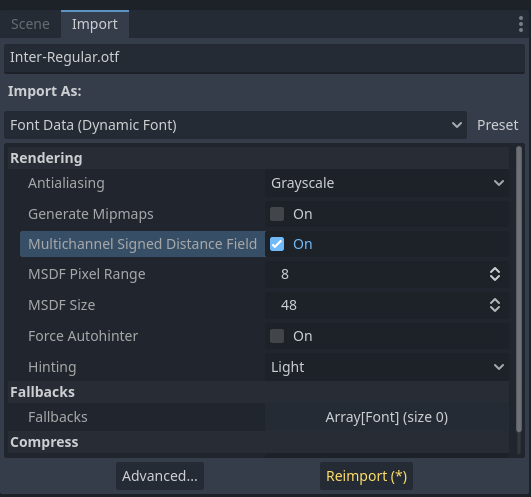 Scene Import
Inter-Regular.otf
Import As:
Font Data (Dynamic Font) Preset
Rendering
Antialiasing Grayscale
Generate Mipmaps On
Multichannel Signed Distance Field On
MSDF Pixel Range 8
MSDF Size 48
Force Autohinter On
Hinting Light
Fallbacks
Fallbacks Array[Font] (size 0)
Compress
Advanced... Reimport (*)